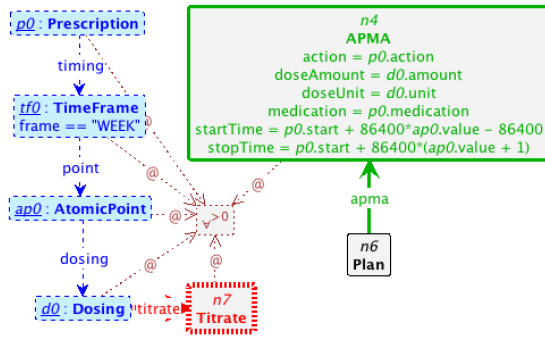 p0 : Prescription
n4
APMA
action = p0.action
doseAmount = d0.amount
doseUnit = d0.unit
medication = p0.medication
startTime = p0.start + 86400*ap0.value − 86400
stopTime = p0.start + 86400*(ap0.value + 1)
timing
@
tf0 : TimeFrame
frame == "WEEK"
@
@
point
@
ap0 : AtomicPoint
@
∀>0
apma
dosing
@
@
n6
Plan
d0 : Dosing
titrate
n7
Titrate